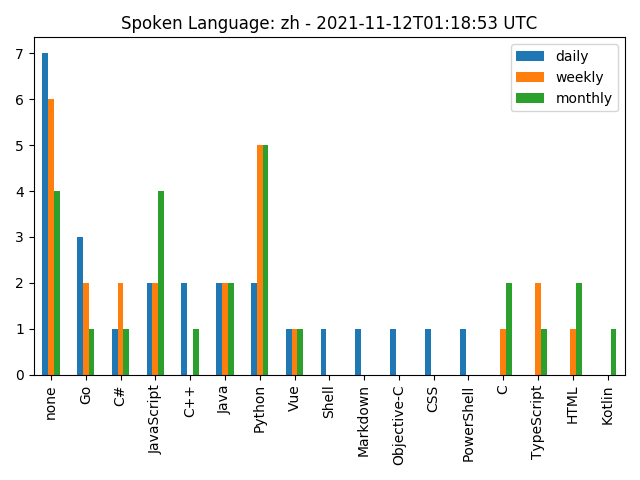 Spoken Language: zh - 2021-11-12T01:18:53 UTC
daily
weekly
monthly
7
6
5
4
3
2
1
0
none
Go
C#
JavaScript
C++
Java
Python
Vue
Shell
Markdown
Objective-C
CSS
PowerShell
C
TypeScript
HTML
Kotlin